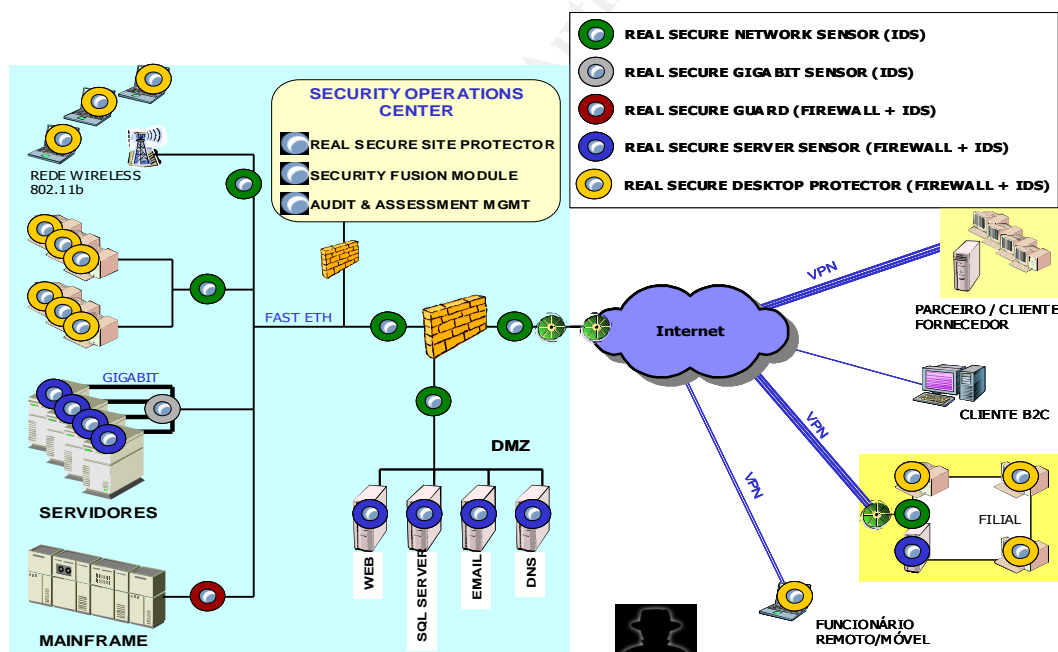 REAL SECURE NETWORK SENSOR (IDS)
REAL SECURE GIGABIT SENSOR (IDS)
REAL SECURE GUARD (FIREWALL + IDS)
REAL SECURE SERVER SENSOR (FIREWALL + IDS)
REAL SECURE DESKTOP PROTECTOR (FIREWALL + IDS)
SECURITY OPERATIONS
CENTER
REAL SECURE SITE PROTECTOR
SECURITY FUSION MODULE
AUDIT & ASSESSMENT MGMT
REDE WIRELESS
802.11b
FAST ETH
GIGABIT
SERVIDORES
MAINFRAME
DMZ
WEB
SQL SERVER
EMAIL
DNS
Internet
VPN
PARCEIRO / CLIENTE
FORNECEDOR
CLIENTE B2C
VPN
FILIAL
VPN
FUNCIONÁRIO
REMOTO/MÓVEL